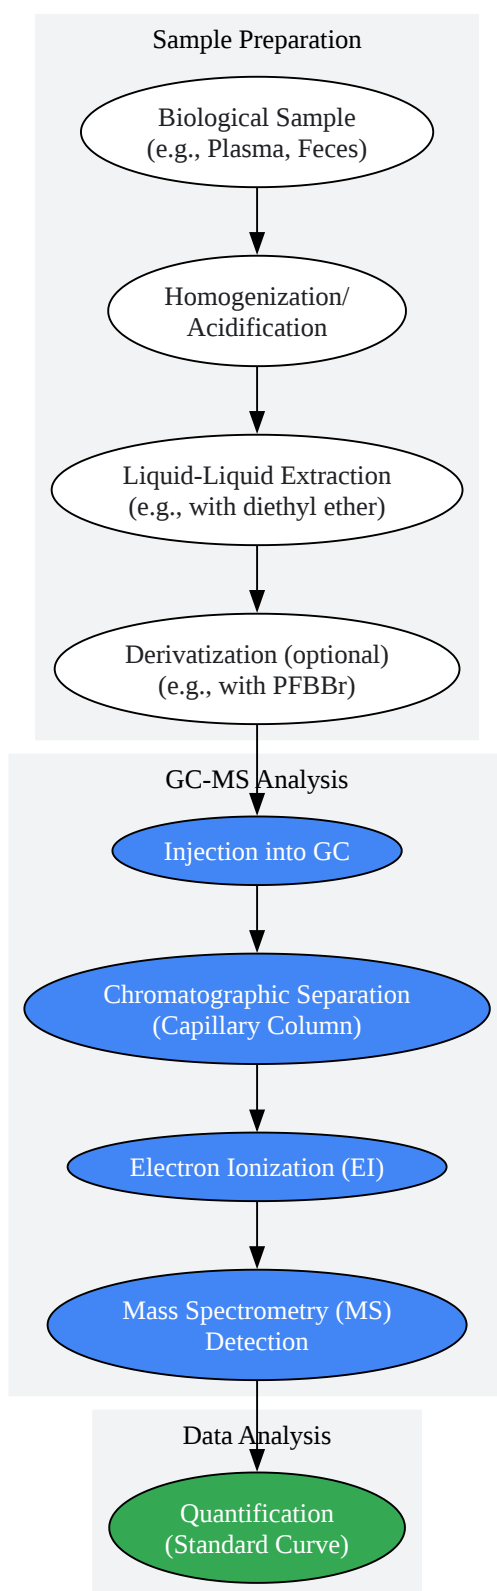 Sample Preparation
Biological Sample
(e.g., Plasma, Feces)
Homogenization/
Acidification
Liquid-Liquid Extraction
(e.g., with diethyl ether)
Derivatization (optional)
(e.g., with PFBBr)
GC-MS Analysis
Injection into GC
Chromatographic Separation
(Capillary Column)
Electron Ionization (EI)
Mass Spectrometry (MS)
Detection
Data Analysis
Quantification
(Standard Curve)